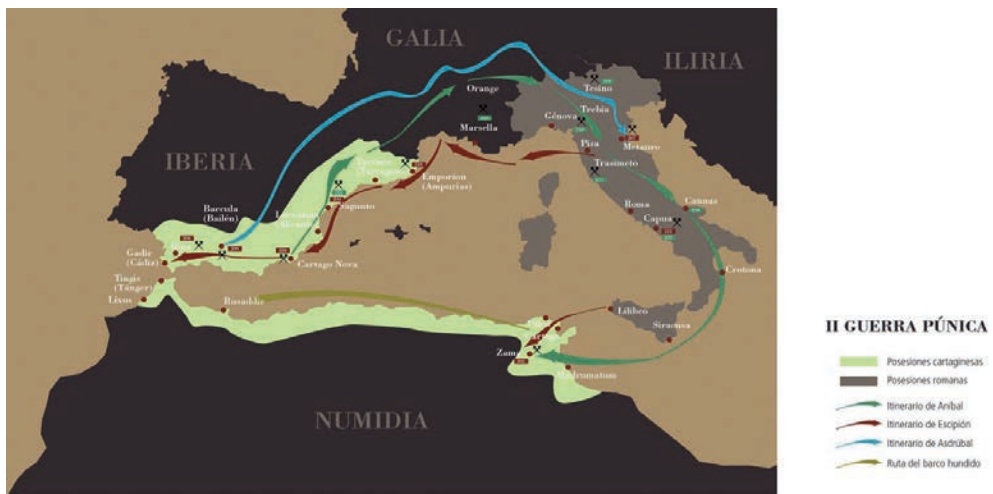 GALIA
ILIRIA
IBERIA
NUMIDIA
Orange
Marsella
Tesino
Trebia
Génova
Pisa
Metauro
Trasimeto
Roma
Capua
Cannas
Crotona
Siracusa
Lilibeo
Emporion
(Ampurias)
Sagunto
Cartago Nova
Baecula
(Bailén)
Gadir
(Cádiz)
Tingis
(Tánger)
Lixus
Rusaddir
Zama
Hadrumatum
II GUERRA PÚNICA
Posesiones cartaginesas
Posesiones romanas
Itinerario de Aníbal
Itinerario de Escipión
Itinerario de Asdrúbal
Ruta del barco hundido